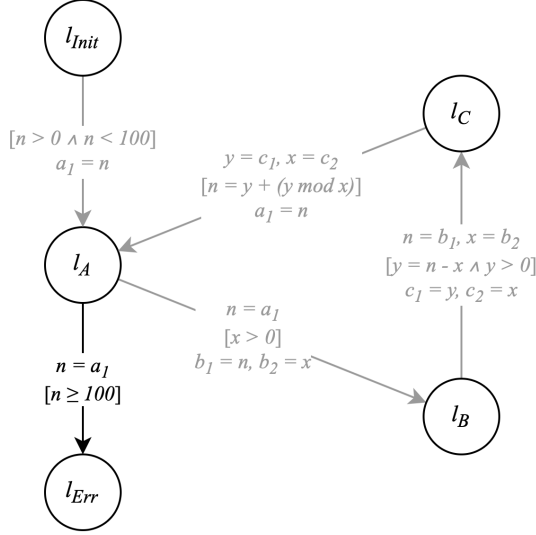 l_Init
[n > 0 ∧ n < 100]
a_1 = n
l_C
y = c_1, x = c_2
[n = y + (y mod x)]
a_1 = n
n = b_1, x = b_2
[y = n - x ∧ y > 0]
c_1 = y, c_2 = x
l_A
n = a_1
[x > 0]
b_1 = n, b_2 = x
n = a_1
[n ≥ 100]
l_B
l_Err